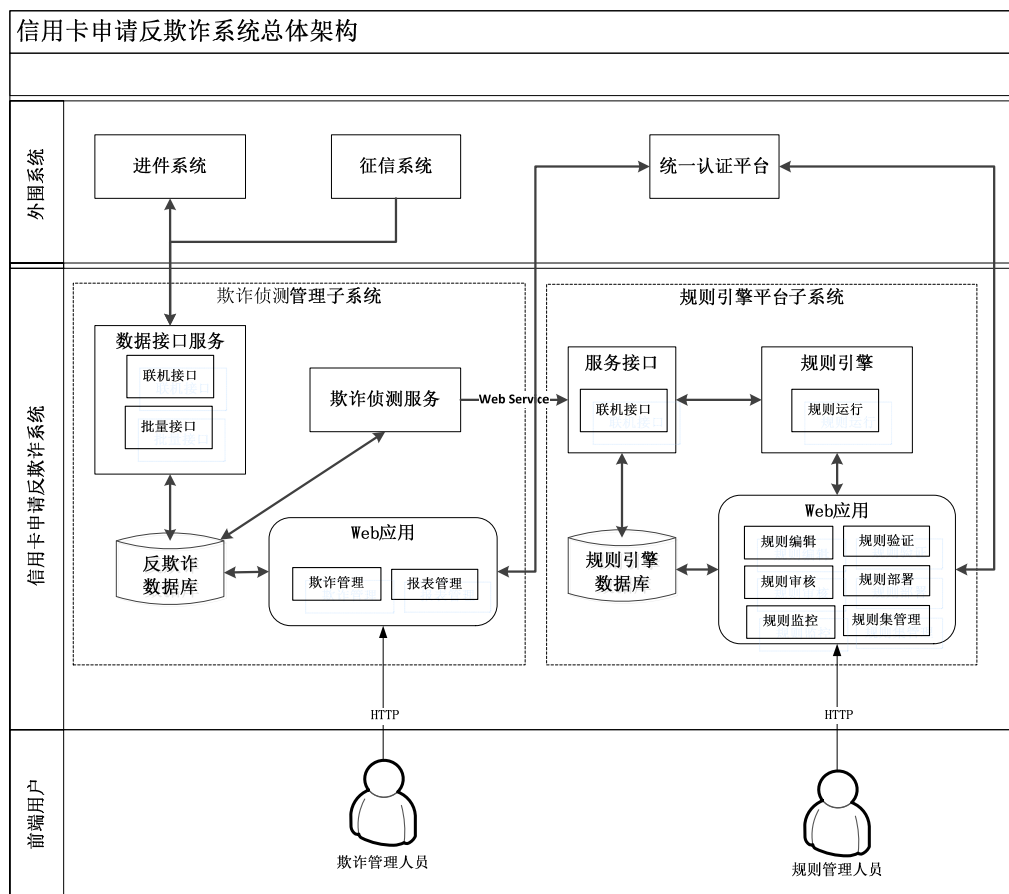 信用卡申请反欺诈系统总体架构
外围系统
进件系统
征信系统
统一认证平台
信用卡申请反欺诈系统
欺诈侦测管理子系统
数据接口服务
联机接口
批量接口
欺诈侦测服务
Web Service
反欺诈
数据库
Web应用
欺诈管理
报表管理
规则引擎平台子系统
服务接口
联机接口
规则引擎
规则运行
规则引擎
数据库
Web应用
规则编辑
规则验证
规则审核
规则部署
规则监控
规则集管理
HTTP
HTTP
前端用户
欺诈管理人员
规则管理人员